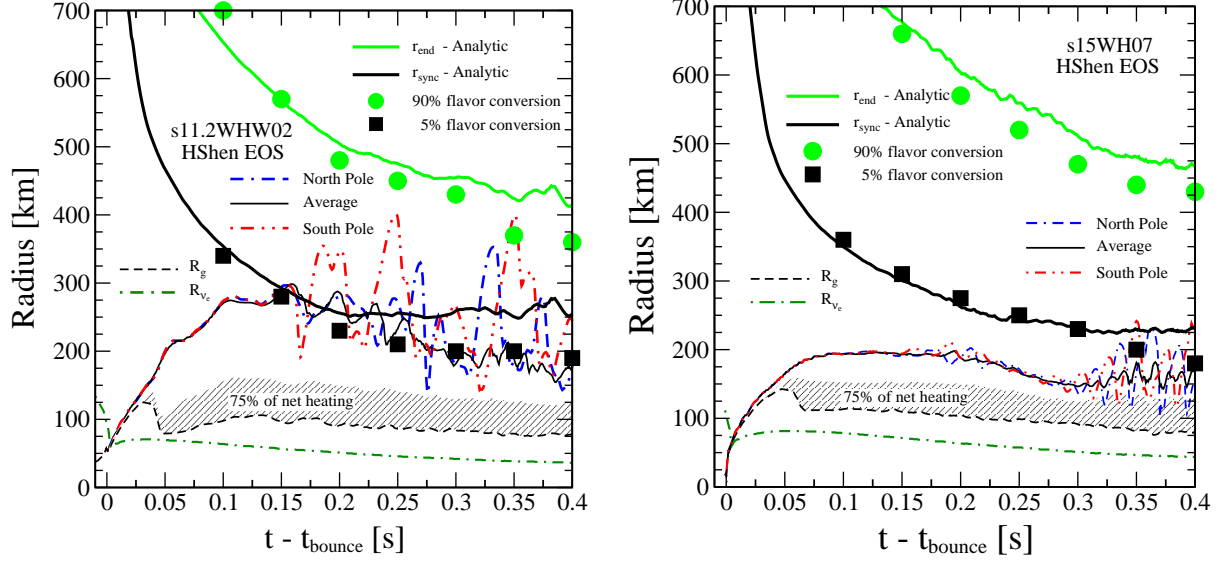 700
600
500
400
300
200
100
0
Radius [km]
r_end - Analytic
r_sync - Analytic
90% flavor conversion
5% flavor conversion
s11.2WHW02
HShen EOS
North Pole
Average
South Pole
R_g
R_νe
75% of net heating
0 0.05 0.1 0.15 0.2 0.25 0.3 0.35 0.4
t - t_bounce [s]
700
600
500
400
300
200
100
0
Radius [km]
s15WH07
HShen EOS
r_end - Analytic
r_sync - Analytic
90% flavor conversion
5% flavor conversion
North Pole
Average
South Pole
R_g
R_νe
75% of net heating
0 0.05 0.1 0.15 0.2 0.25 0.3 0.35 0.4
t - t_bounce [s]